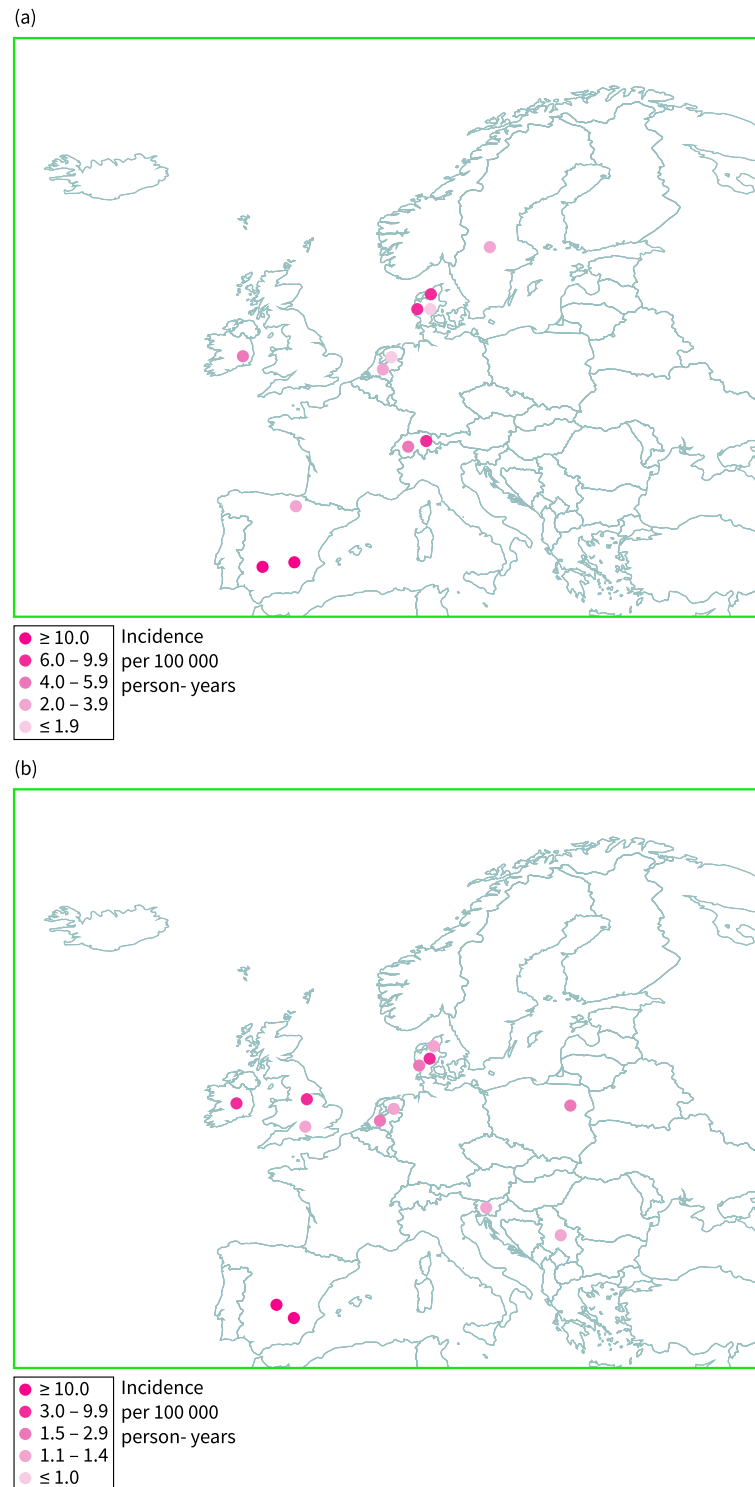 (a)
≥ 10.0
6.0 – 9.9
4.0 – 5.9
2.0 – 3.9
≤ 1.9
Incidence
per 100 000
person- years
(b)
≥ 10.0
3.0 – 9.9
1.5 – 2.9
1.1 – 1.4
≤ 1.0
Incidence
per 100 000
person- years